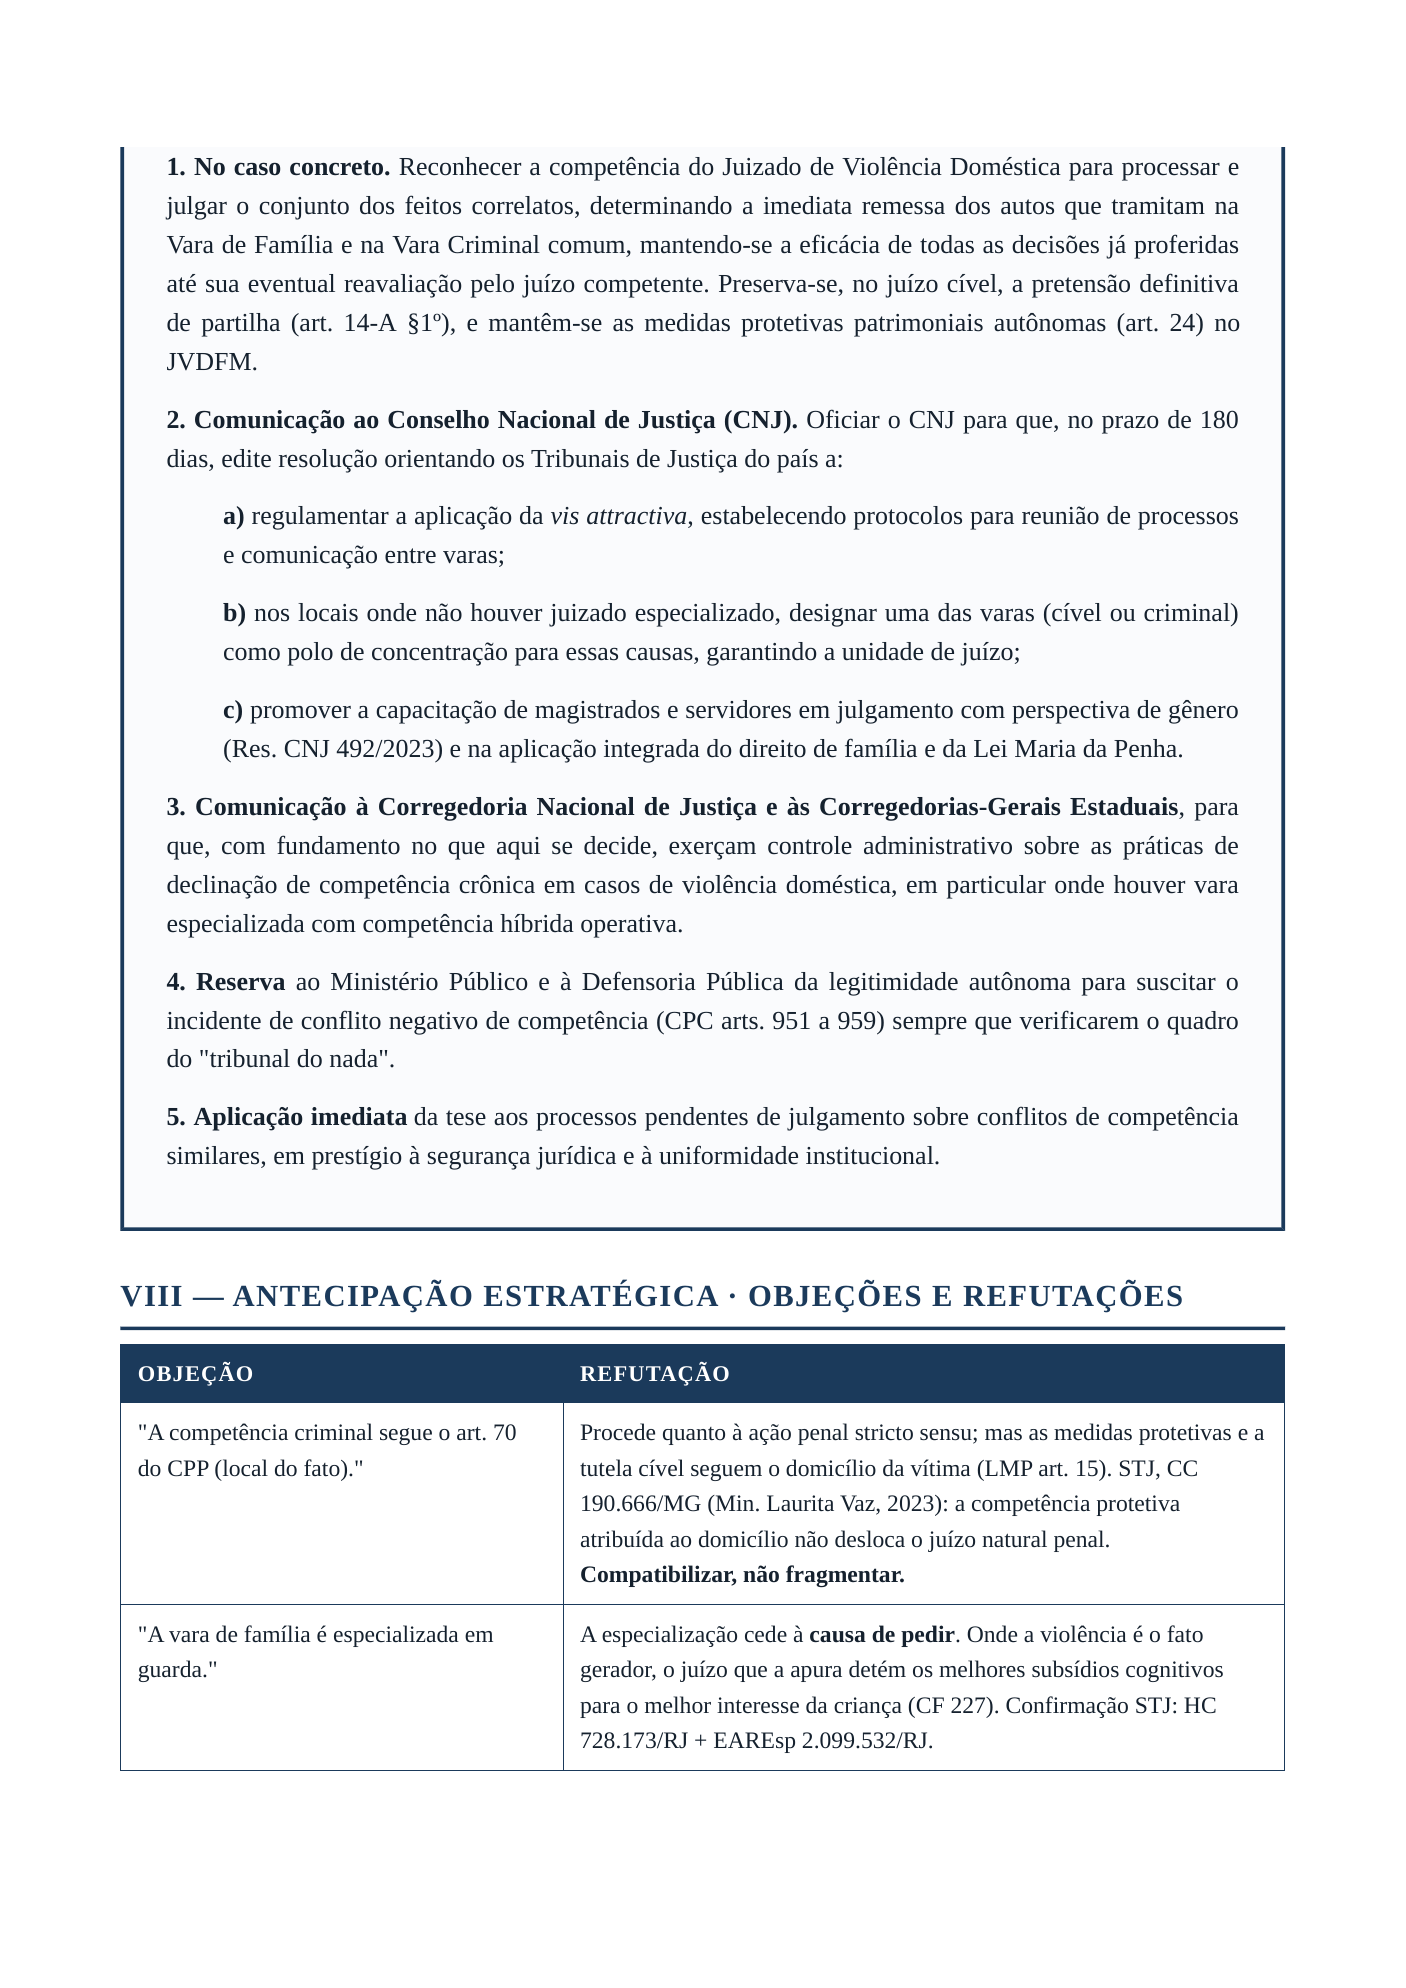 1. No caso concreto. Reconhecer a competência do Juizado de Violência Doméstica para processar e
julgar o conjunto dos feitos correlatos, determinando a imediata remessa dos autos que tramitam na
Vara de Família e na Vara Criminal comum, mantendo-se a eficácia de todas as decisões já proferidas
até sua eventual reavaliação pelo juízo competente. Preserva-se, no juízo cível, a pretensão definitiva
de partilha (art. 14-A §1º), e mantêm-se as medidas protetivas patrimoniais autônomas (art. 24) no
JVDFM.
2. Comunicação ao Conselho Nacional de Justiça (CNJ). Oficiar o CNJ para que, no prazo de 180
dias, edite resolução orientando os Tribunais de Justiça do país a:
a) regulamentar a aplicação da vis attractiva, estabelecendo protocolos para reunião de processos
e comunicação entre varas;
b) nos locais onde não houver juizado especializado, designar uma das varas (cível ou criminal)
como polo de concentração para essas causas, garantindo a unidade de juízo;
c) promover a capacitação de magistrados e servidores em julgamento com perspectiva de gênero
(Res. CNJ 492/2023) e na aplicação integrada do direito de família e da Lei Maria da Penha.
3. Comunicação à Corregedoria Nacional de Justiça e às Corregedorias-Gerais Estaduais, para
que, com fundamento no que aqui se decide, exerçam controle administrativo sobre as práticas de
declinação de competência crônica em casos de violência doméstica, em particular onde houver vara
especializada com competência híbrida operativa.
4. Reserva ao Ministério Público e à Defensoria Pública da legitimidade autônoma para suscitar o
incidente de conflito negativo de competência (CPC arts. 951 a 959) sempre que verificarem o quadro
do "tribunal do nada".
5. Aplicação imediata da tese aos processos pendentes de julgamento sobre conflitos de competência
similares, em prestígio à segurança jurídica e à uniformidade institucional.
VIII — ANTECIPAÇÃO ESTRATÉGICA · OBJEÇÕES E REFUTAÇÕES
OBJEÇÃO
REFUTAÇÃO
"A competência criminal segue o art. 70
do CPP (local do fato)."
Procede quanto à ação penal stricto sensu; mas as medidas protetivas e a
tutela cível seguem o domicílio da vítima (LMP art. 15). STJ, CC
190.666/MG (Min. Laurita Vaz, 2023): a competência protetiva
atribuída ao domicílio não desloca o juízo natural penal.
Compatibilizar, não fragmentar.
"A vara de família é especializada em
guarda."
A especialização cede à causa de pedir. Onde a violência é o fato
gerador, o juízo que a apura detém os melhores subsídios cognitivos
para o melhor interesse da criança (CF 227). Confirmação STJ: HC
728.173/RJ + EAREsp 2.099.532/RJ.